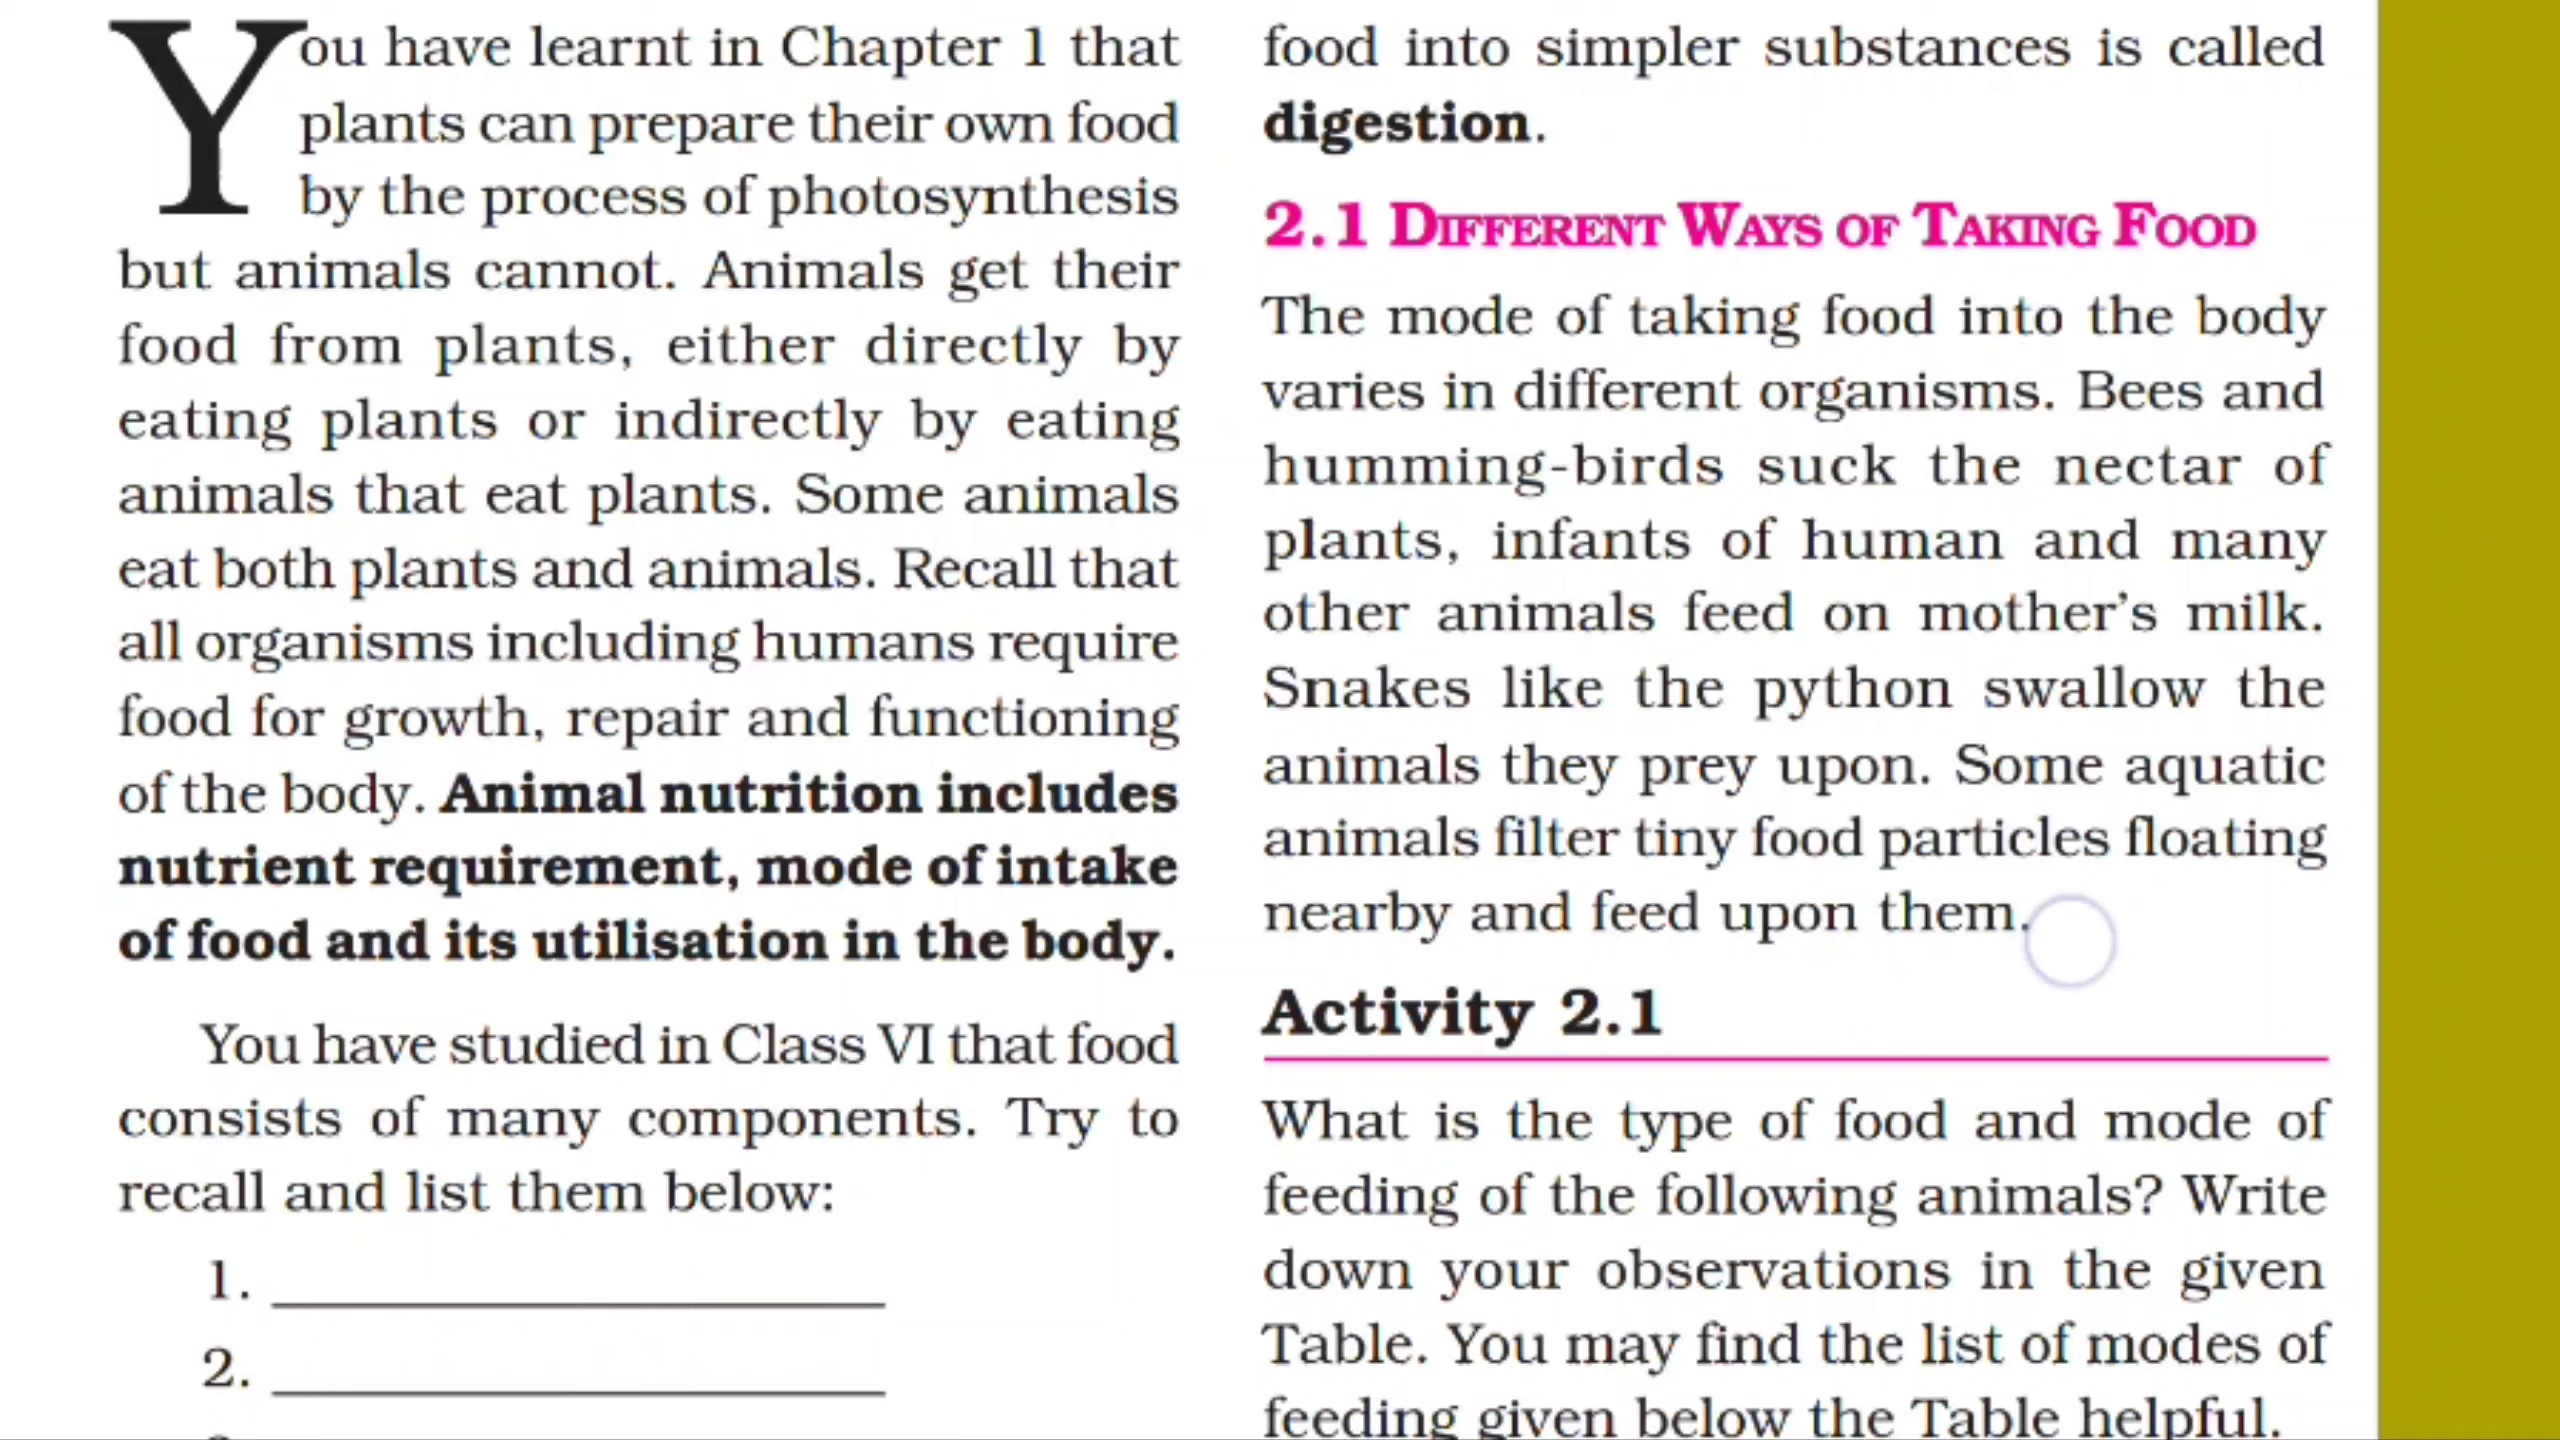 You have learnt in Chapter 1 that
plants can prepare their own food
by the process of photosynthesis
but animals cannot. Animals get their
food from plants, either directly by
eating plants or indirectly by eating
animals that eat plants. Some animals
eat both plants and animals. Recall that
all organisms including humans require
food for growth, repair and functioning
of the body. Animal nutrition includes
nutrient requirement, mode of intake
of food and its utilisation in the body.
You have studied in Class VI that food
consists of many components. Try to
recall and list them below:
1. ____________________
2. ____________________
food into simpler substances is called
digestion.
2.1 DIFFERENT WAYS OF TAKING FOOD
The mode of taking food into the body
varies in different organisms. Bees and
humming-birds suck the nectar of
plants, infants of human and many
other animals feed on mother’s milk.
Snakes like the python swallow the
animals they prey upon. Some aquatic
animals filter tiny food particles floating
nearby and feed upon them.
Activity 2.1
What is the type of food and mode of
feeding of the following animals? Write
down your observations in the given
Table. You may find the list of modes of
feeding given below the Table helpful.